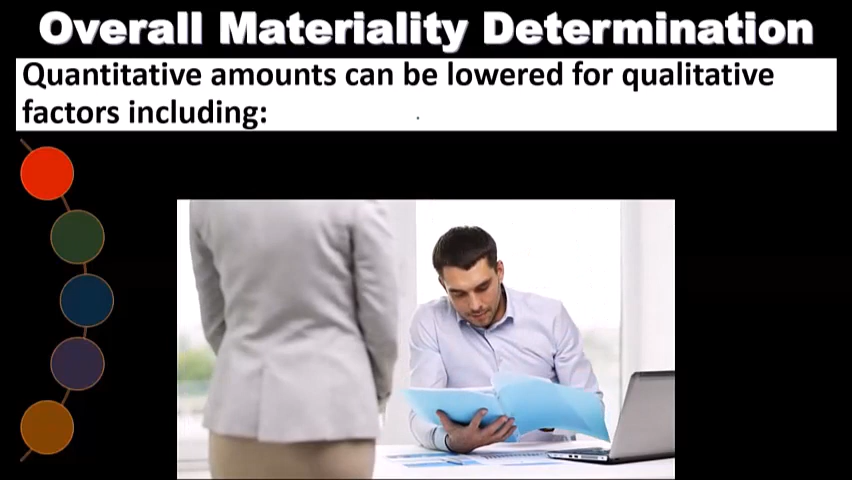 Overall Materiality Determination
Quantitative amounts can be lowered for qualitative
factors including: